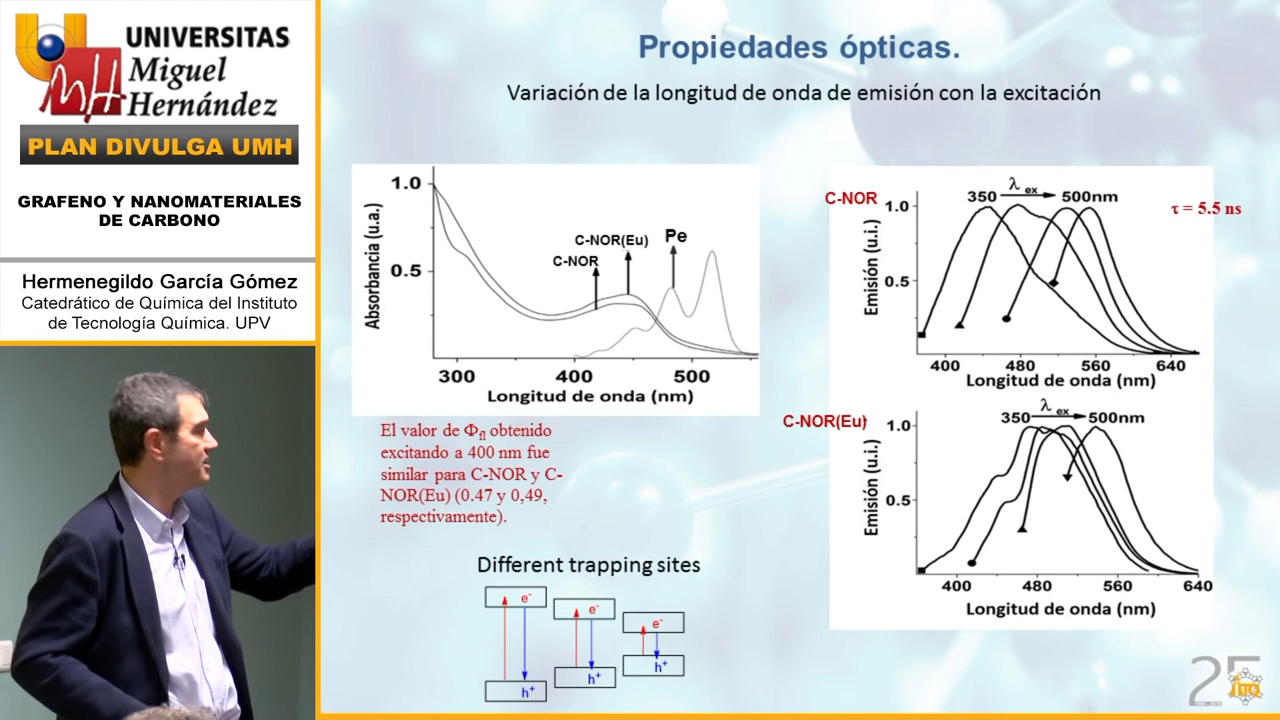 UNIVERSITAS
Miguel
Hernández
PLAN DIVULGA UMH
GRAFENO Y NANOMATERIALES
DE CARBONO
Hermenegildo García Gómez
Catedrático de Química del Instituto
de Tecnología Química. UPV
Propiedades ópticas.
Variación de la longitud de onda de emisión con la excitación
1.0
0.5
Absorbancia (u.a.)
C-NOR
C-NOR(Eu)
Pe
300 400 500
Longitud de onda (nm)
El valor de Φfl obtenido
excitando a 400 nm fue
similar para C-NOR y C-
NOR(Eu) (0.47 y 0,49,
respectivamente).
Different trapping sites
e-
h+
e-
h+
e-
h+
C-NOR
350 λex 500nm
τ = 5.5 ns
1.0
0.5
Emisión (u.i.)
400 480 560 640
Longitud de onda (nm)
C-NOR(Eu)
350 λex 500nm
1.0
0.5
Emisión (u.i.)
400 480 560 640
Longitud de onda (nm)
25